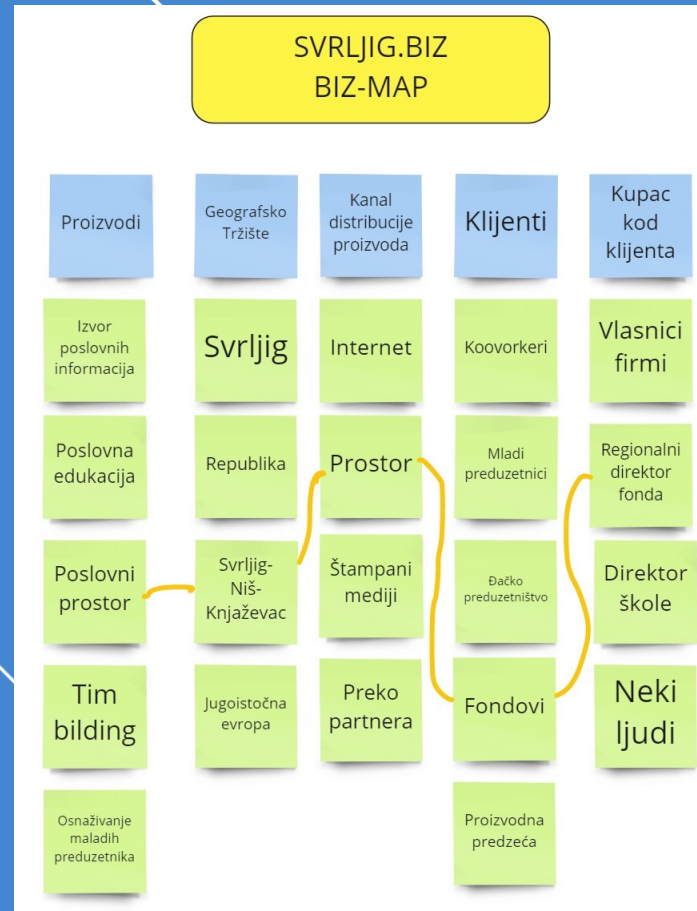 SVRLJIG.BIZ
BIZ-MAP
Proizvodi
Geografsko
Tržište
Kanal
distribucije
proizvoda
Klijenti
Kupac
kod
klijenta
Izvor
poslovnih
informacija
Svrljig
Internet
Koovorkeri
Vlasnici
firmi
Poslovna
edukacija
Republika
Prostor
Mladi
preduzetnici
Regionalni
direktor
fonda
Poslovni
prostor
Svrljig-
Niš-
Knjaževac
Štampani
mediji
Đačko
preduzetništvo
Direktor
škole
Tim
bilding
Jugoistočna
evropa
Preko
partnera
Fondovi
Neki
ljudi
Osnaživanje
maladih
preduzetnika
Proizvodna
predzeća